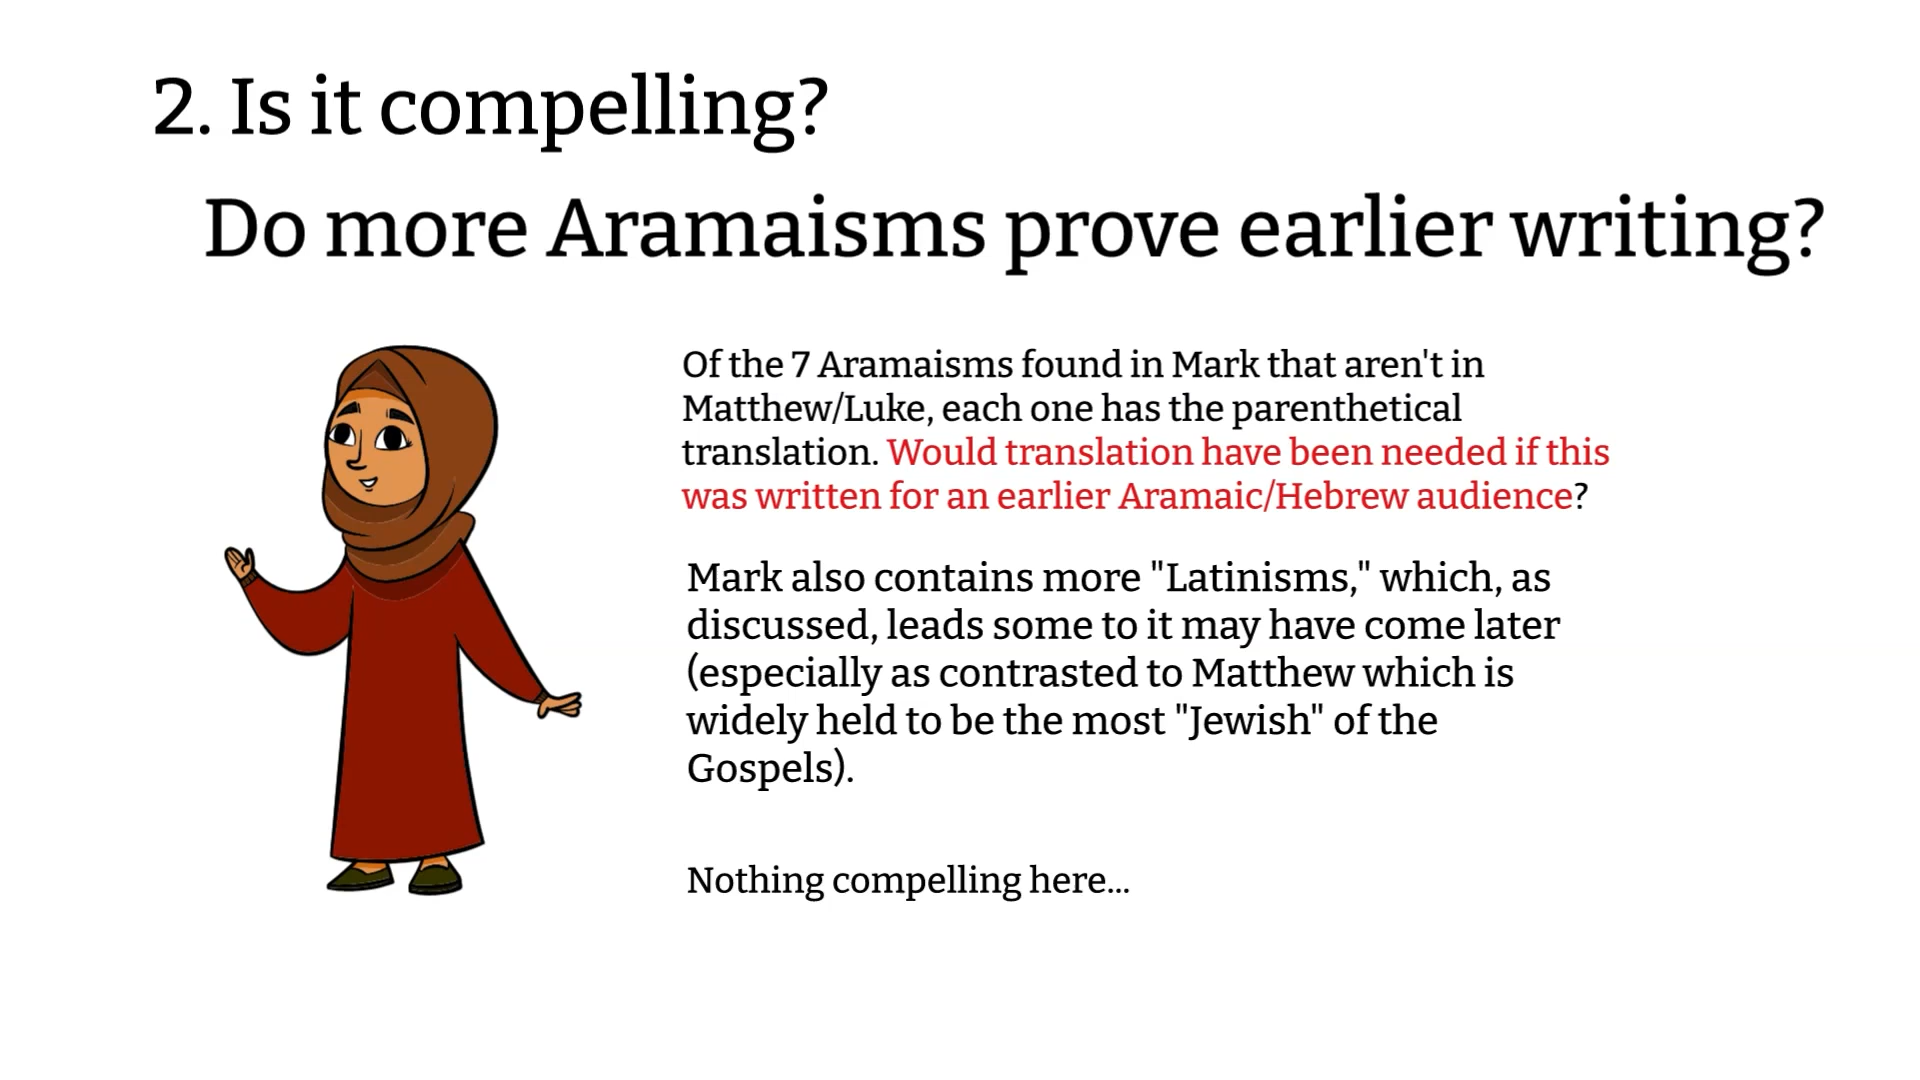 2. Is it compelling?
Do more Aramaisms prove earlier writing?
Of the 7 Aramaisms found in Mark that aren't in
Matthew/Luke, each one has the parenthetical
translation. Would translation have been needed if this
was written for an earlier Aramaic/Hebrew audience?
Mark also contains more "Latinisms," which, as
discussed, leads some to it may have come later
(especially as contrasted to Matthew which is
widely held to be the most "Jewish" of the
Gospels).
Nothing compelling here...